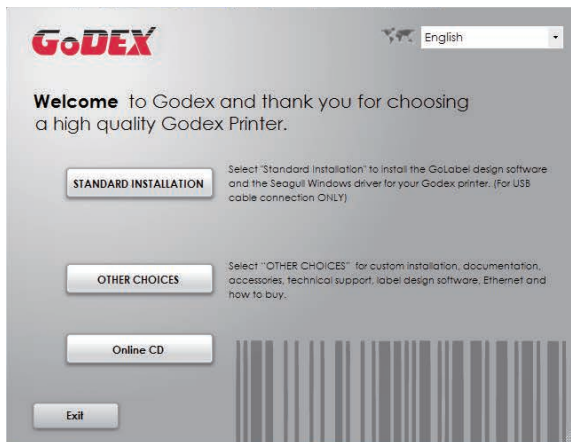 GoDEX
English
Welcome to Godex and thank you for choosing
a high quality Godex Printer.
STANDARD INSTALLATION
Select "Standard Installation" to install the GoLabel design software
and the Seagull Windows driver for your Godex printer. (For USB
cable connection ONLY)
OTHER CHOICES
Select "OTHER CHOICES" for custom installation, documentation,
accessories, technical support, label design software, Ethernet and
how to buy.
Online CD
Exit